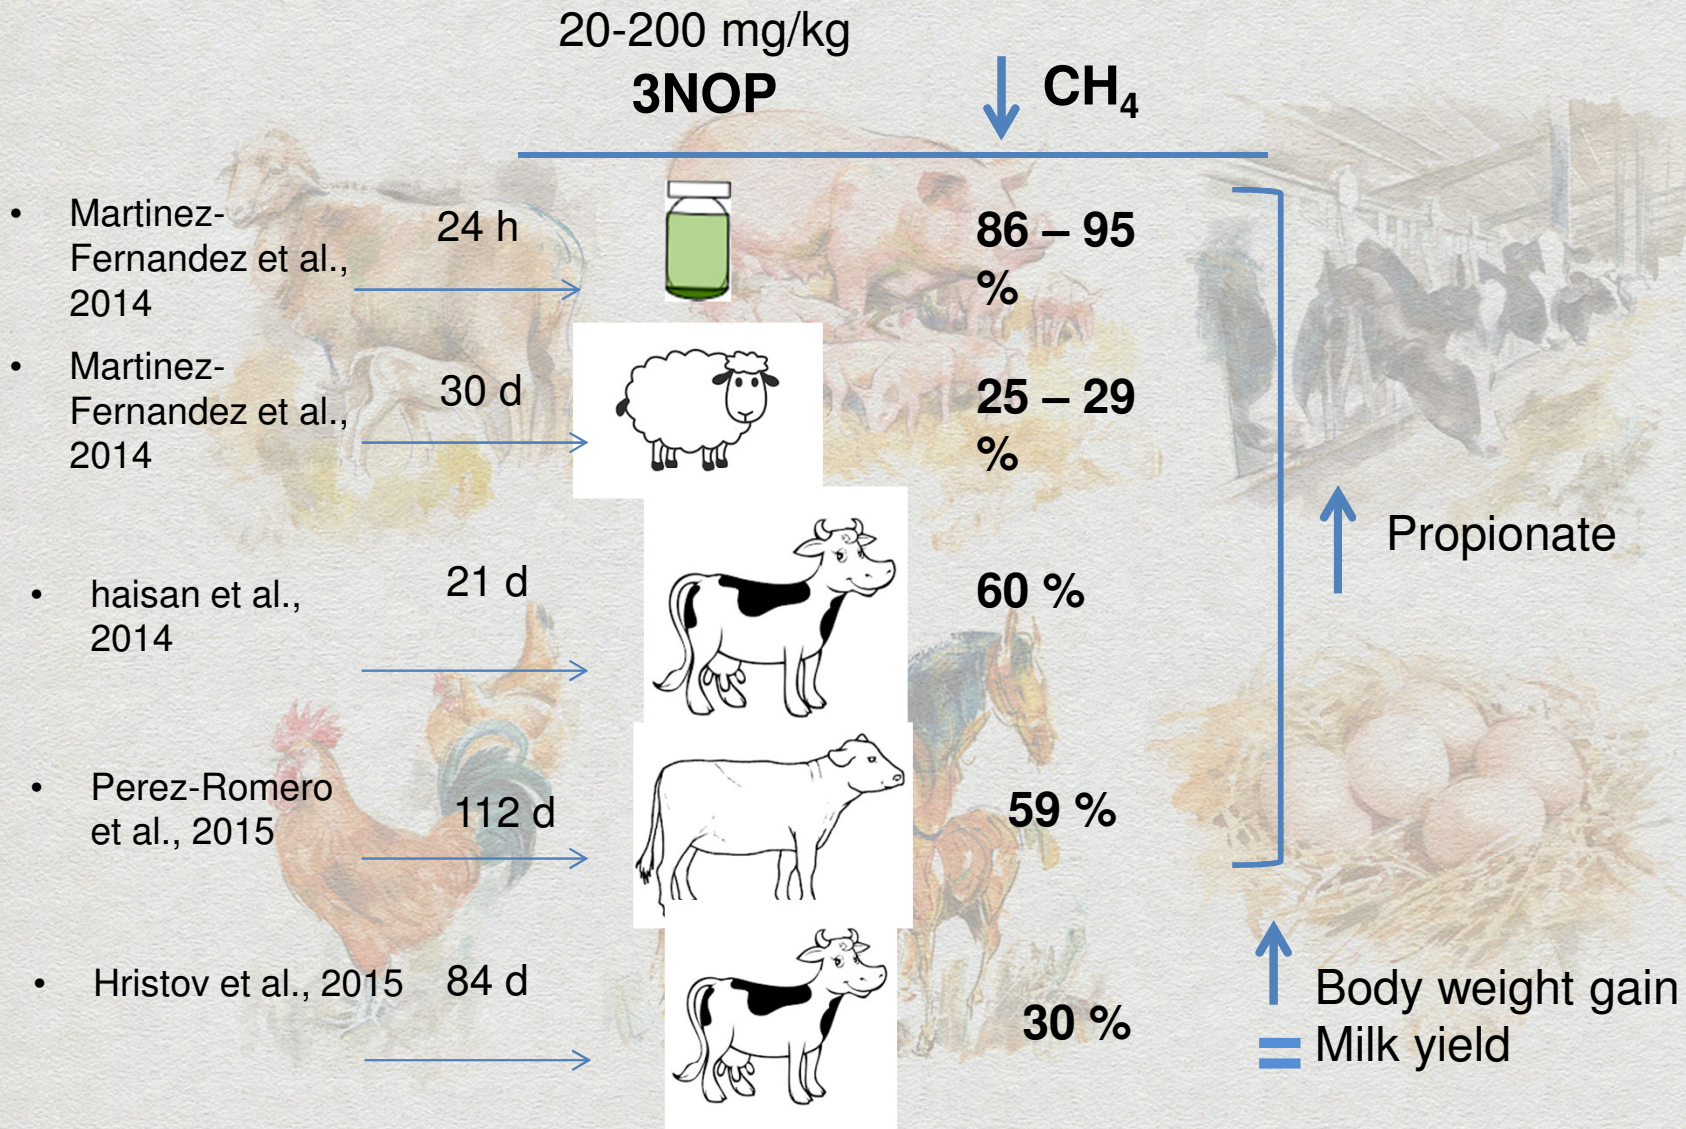 20-200 mg/kg
3NOP
CH₄
• Martinez-
Fernandez et al.,
2014
24 h
86 – 95
%
• Martinez-
Fernandez et al.,
2014
30 d
25 – 29
%
Propionate
• haisan et al.,
2014
21 d
60 %
• Perez-Romero
et al., 2015
112 d
59 %
• Hristov et al., 2015
84 d
30 %
Body weight gain
= Milk yield